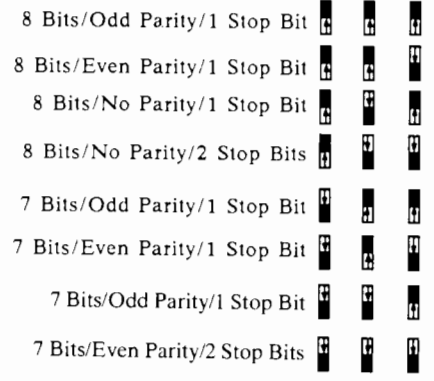 8 Bits/Odd Parity/1 Stop Bit
8 Bits/Even Parity/1 Stop Bit
8 Bits/No Parity/1 Stop Bit
8 Bits/No Parity/2 Stop Bits
7 Bits/Odd Parity/1 Stop Bit
7 Bits/Even Parity/1 Stop Bit
7 Bits/Odd Parity/1 Stop Bit
7 Bits/Even Parity/2 Stop Bits